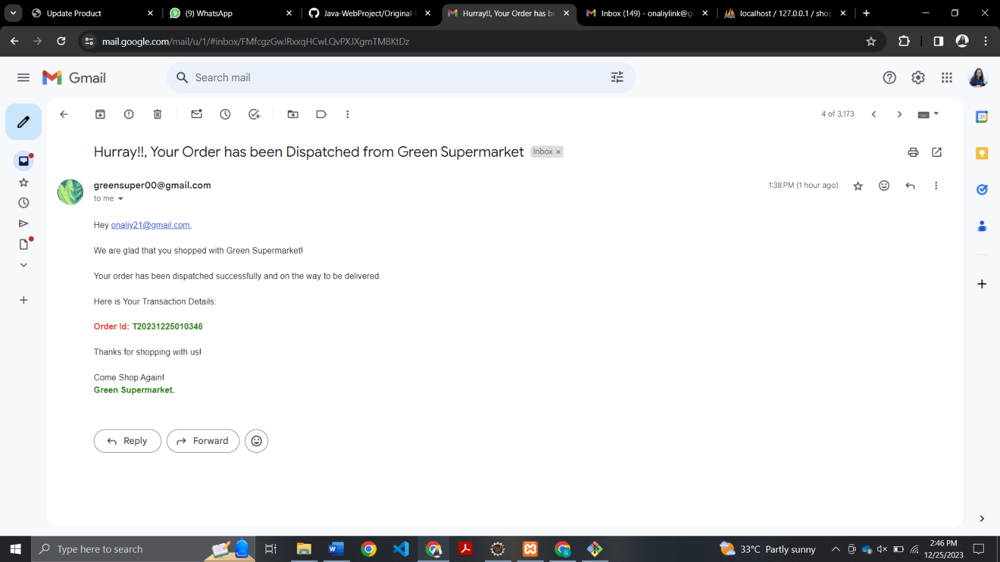 Update Product
(9) WhatsApp
Java-WebProject/Original-
Hurray!!, Your Order has be
Inbox (149) - onaliylink@g
localhost / 127.0.0.1 / shop
mail.google.com/mail/u/1/#inbox/FMfcgzGwJRxxqHCwLQvPXJXgmTMBKtDz
Gmail
Search mail
4 of 3,173
31
Hurray!!, Your Order has been Dispatched from Green Supermarket
Inbox ×
greensuper00@gmail.com
1:38 PM (1 hour ago)
to me
Hey onaliy21@gmail.com,
We are glad that you shopped with Green Supermarket!
Your order has been dispatched successfully and on the way to be delivered.
Here is Your Transaction Details:
Order Id: T20231225010346
Thanks for shopping with us!
Come Shop Again!
Green Supermarket.
Reply
Forward
Type here to search
33°C Partly sunny
2:46 PM
12/25/2023